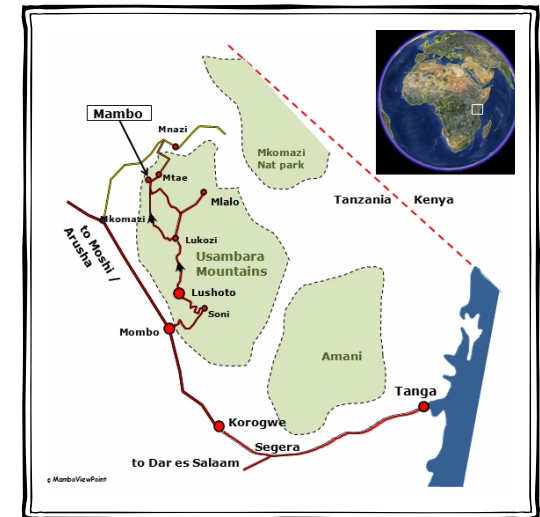 Mambo
Mnazi
Mkomazi
Nat park
Mtae
Tanzania
Kenya
Mlalo
Mkomazi
to Moshi /
Arusha
Lukozi
Usambara
Mountains
Lushoto
Soni
Mombo
Amani
Tanga
Korogwe
Segera
to Dar es Salaam
© MamboViewPoint